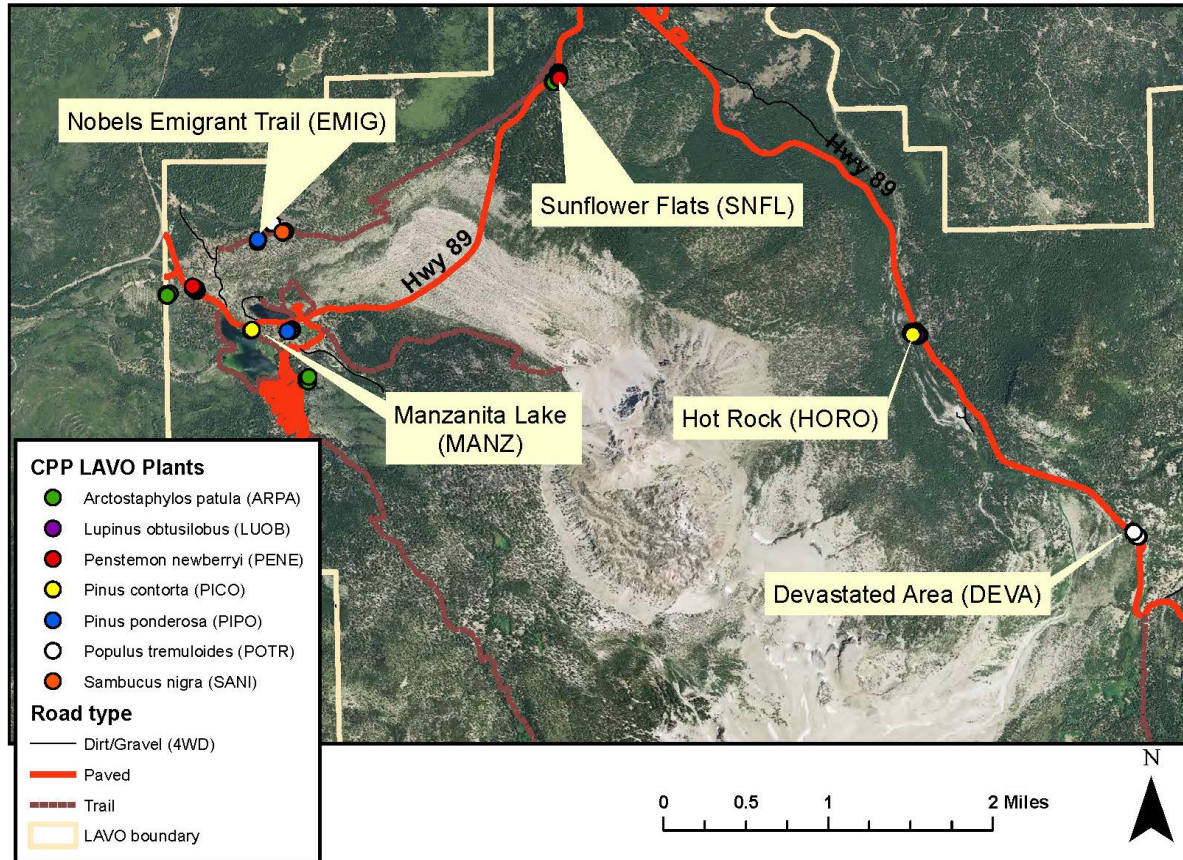 Nobels Emigrant Trail (EMIG)
Sunflower Flats (SNFL)
Hwy 89
Hwy 89
Manzanita Lake
(MANZ)
Hot Rock (HORO)
Devastated Area (DEVA)
CPP LAVO Plants
Arctostaphylos patula (ARPA)
Lupinus obtusilobus (LUOB)
Penstemon newberryi (PENE)
Pinus contorta (PICO)
Pinus ponderosa (PIPO)
Populus tremuloides (POTR)
Sambucus nigra (SANI)
Road type
Dirt/Gravel (4WD)
Paved
Trail
LAVO boundary
0 0.5 1 2 Miles
N